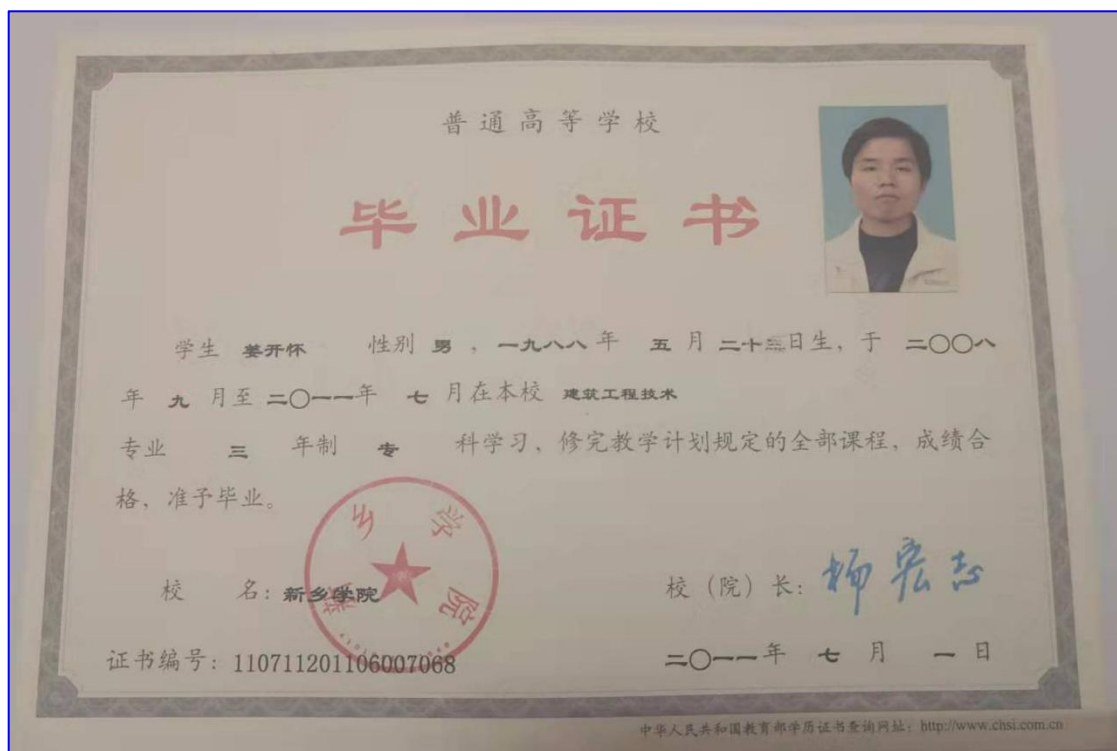 普通高等学校
毕业证书
学生 姜开怀 性别 男 ,一九八八 年 五 月 二十三日生, 于 二〇〇八
年 九 月至 二〇一一年 七 月在本校 建筑工程技术
专业 三 年制 专 科学习, 修完教学计划规定的全部课程, 成绩合
格, 准予毕业。
新乡学院
校 名: 新乡学院
校 (院) 长: 杨宏志
证书编号: 110711201106007068
二〇一一年 七 月 一 日
中华人民共和国教育部学历证书查询网址: http://www.chsi.com.cn